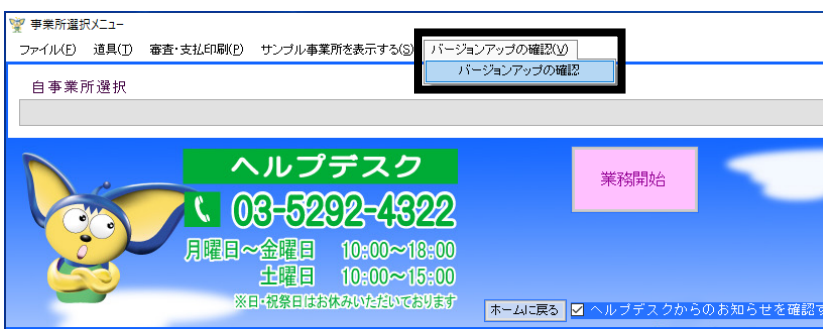 事業所選択メニュー
ファイル(F) 道具(T) 審査・支払印刷(P) サンプル事業所を表示する(S) バージョンアップの確認(V)
バージョンアップの確認
自事業所選択
ヘルプデスク
業務開始
03-5292-4322
月曜日～金曜日 10:00～18:00
土曜日 10:00～15:00
※日・祝祭日はお休みいただいております
ホームに戻る ヘルプデスクからのお知らせを確認す